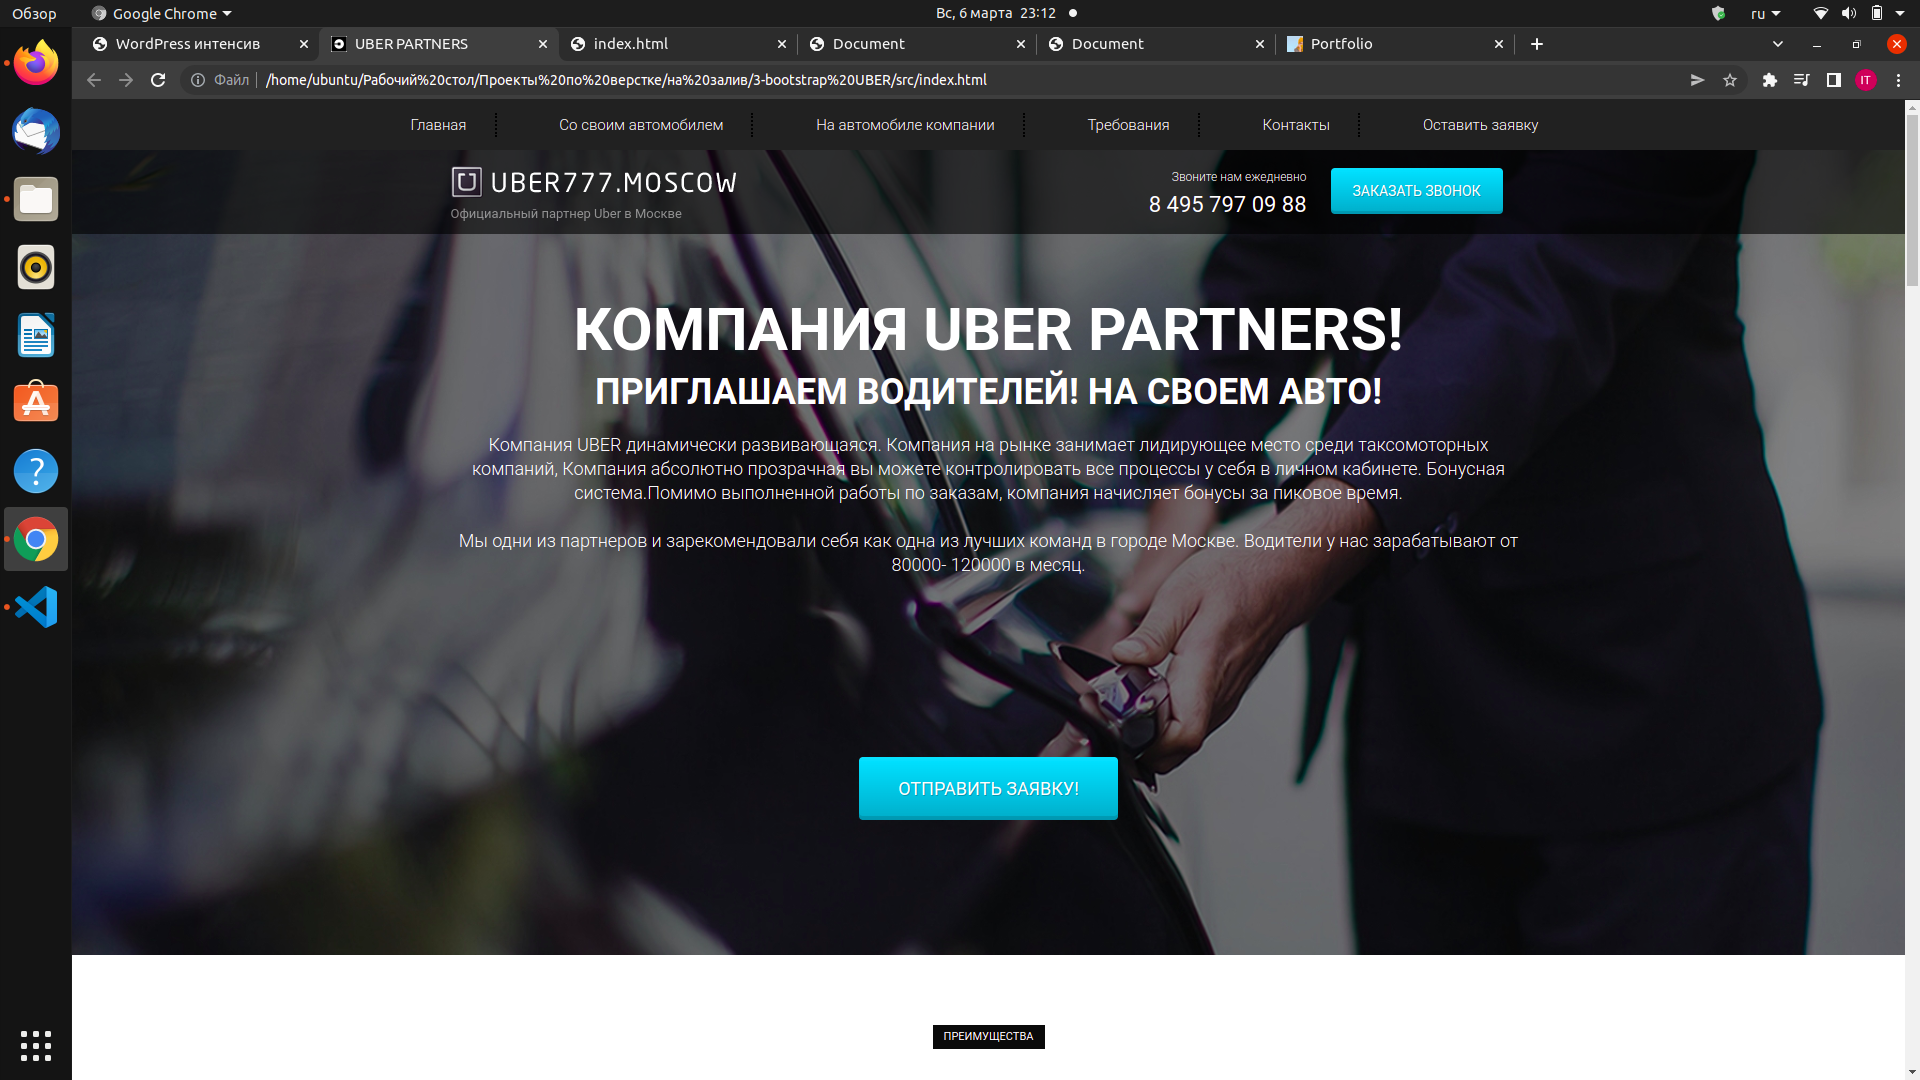 Обзор
Google Chrome
Вс, 6 марта 23:12
ru
WordPress интенсив
UBER PARTNERS
index.html
Document
Document
Portfolio
Файл
/home/ubuntu/Рабочий%20стол/Проекты%20по%20верстке/на%20залив/3-bootstrap%20UBER/src/index.html
IT
Главная
Со своим автомобилем
На автомобиле компании
Требования
Контакты
Оставить заявку
UBER777.MOSCOW
Официальный партнер Uber в Москве
Звоните нам ежедневно
8 495 797 09 88
ЗАКАЗАТЬ ЗВОНОК
КОМПАНИЯ UBER PARTNERS!
ПРИГЛАШАЕМ ВОДИТЕЛЕЙ! НА СВОЕМ АВТО!
Компания UBER динамически развивающаяся. Компания на рынке занимает лидирующее место среди таксомоторных
компаний, Компания абсолютно прозрачная вы можете контролировать все процессы у себя в личном кабинете. Бонусная
система.Помимо выполненной работы по заказам, компания начисляет бонусы за пиковое время.
Мы одни из партнеров и зарекомендовали себя как одна из лучших команд в городе Москве. Водители у нас зарабатывают от
80000- 120000 в месяц.
ОТПРАВИТЬ ЗАЯВКУ!
ПРЕИМУЩЕСТВА